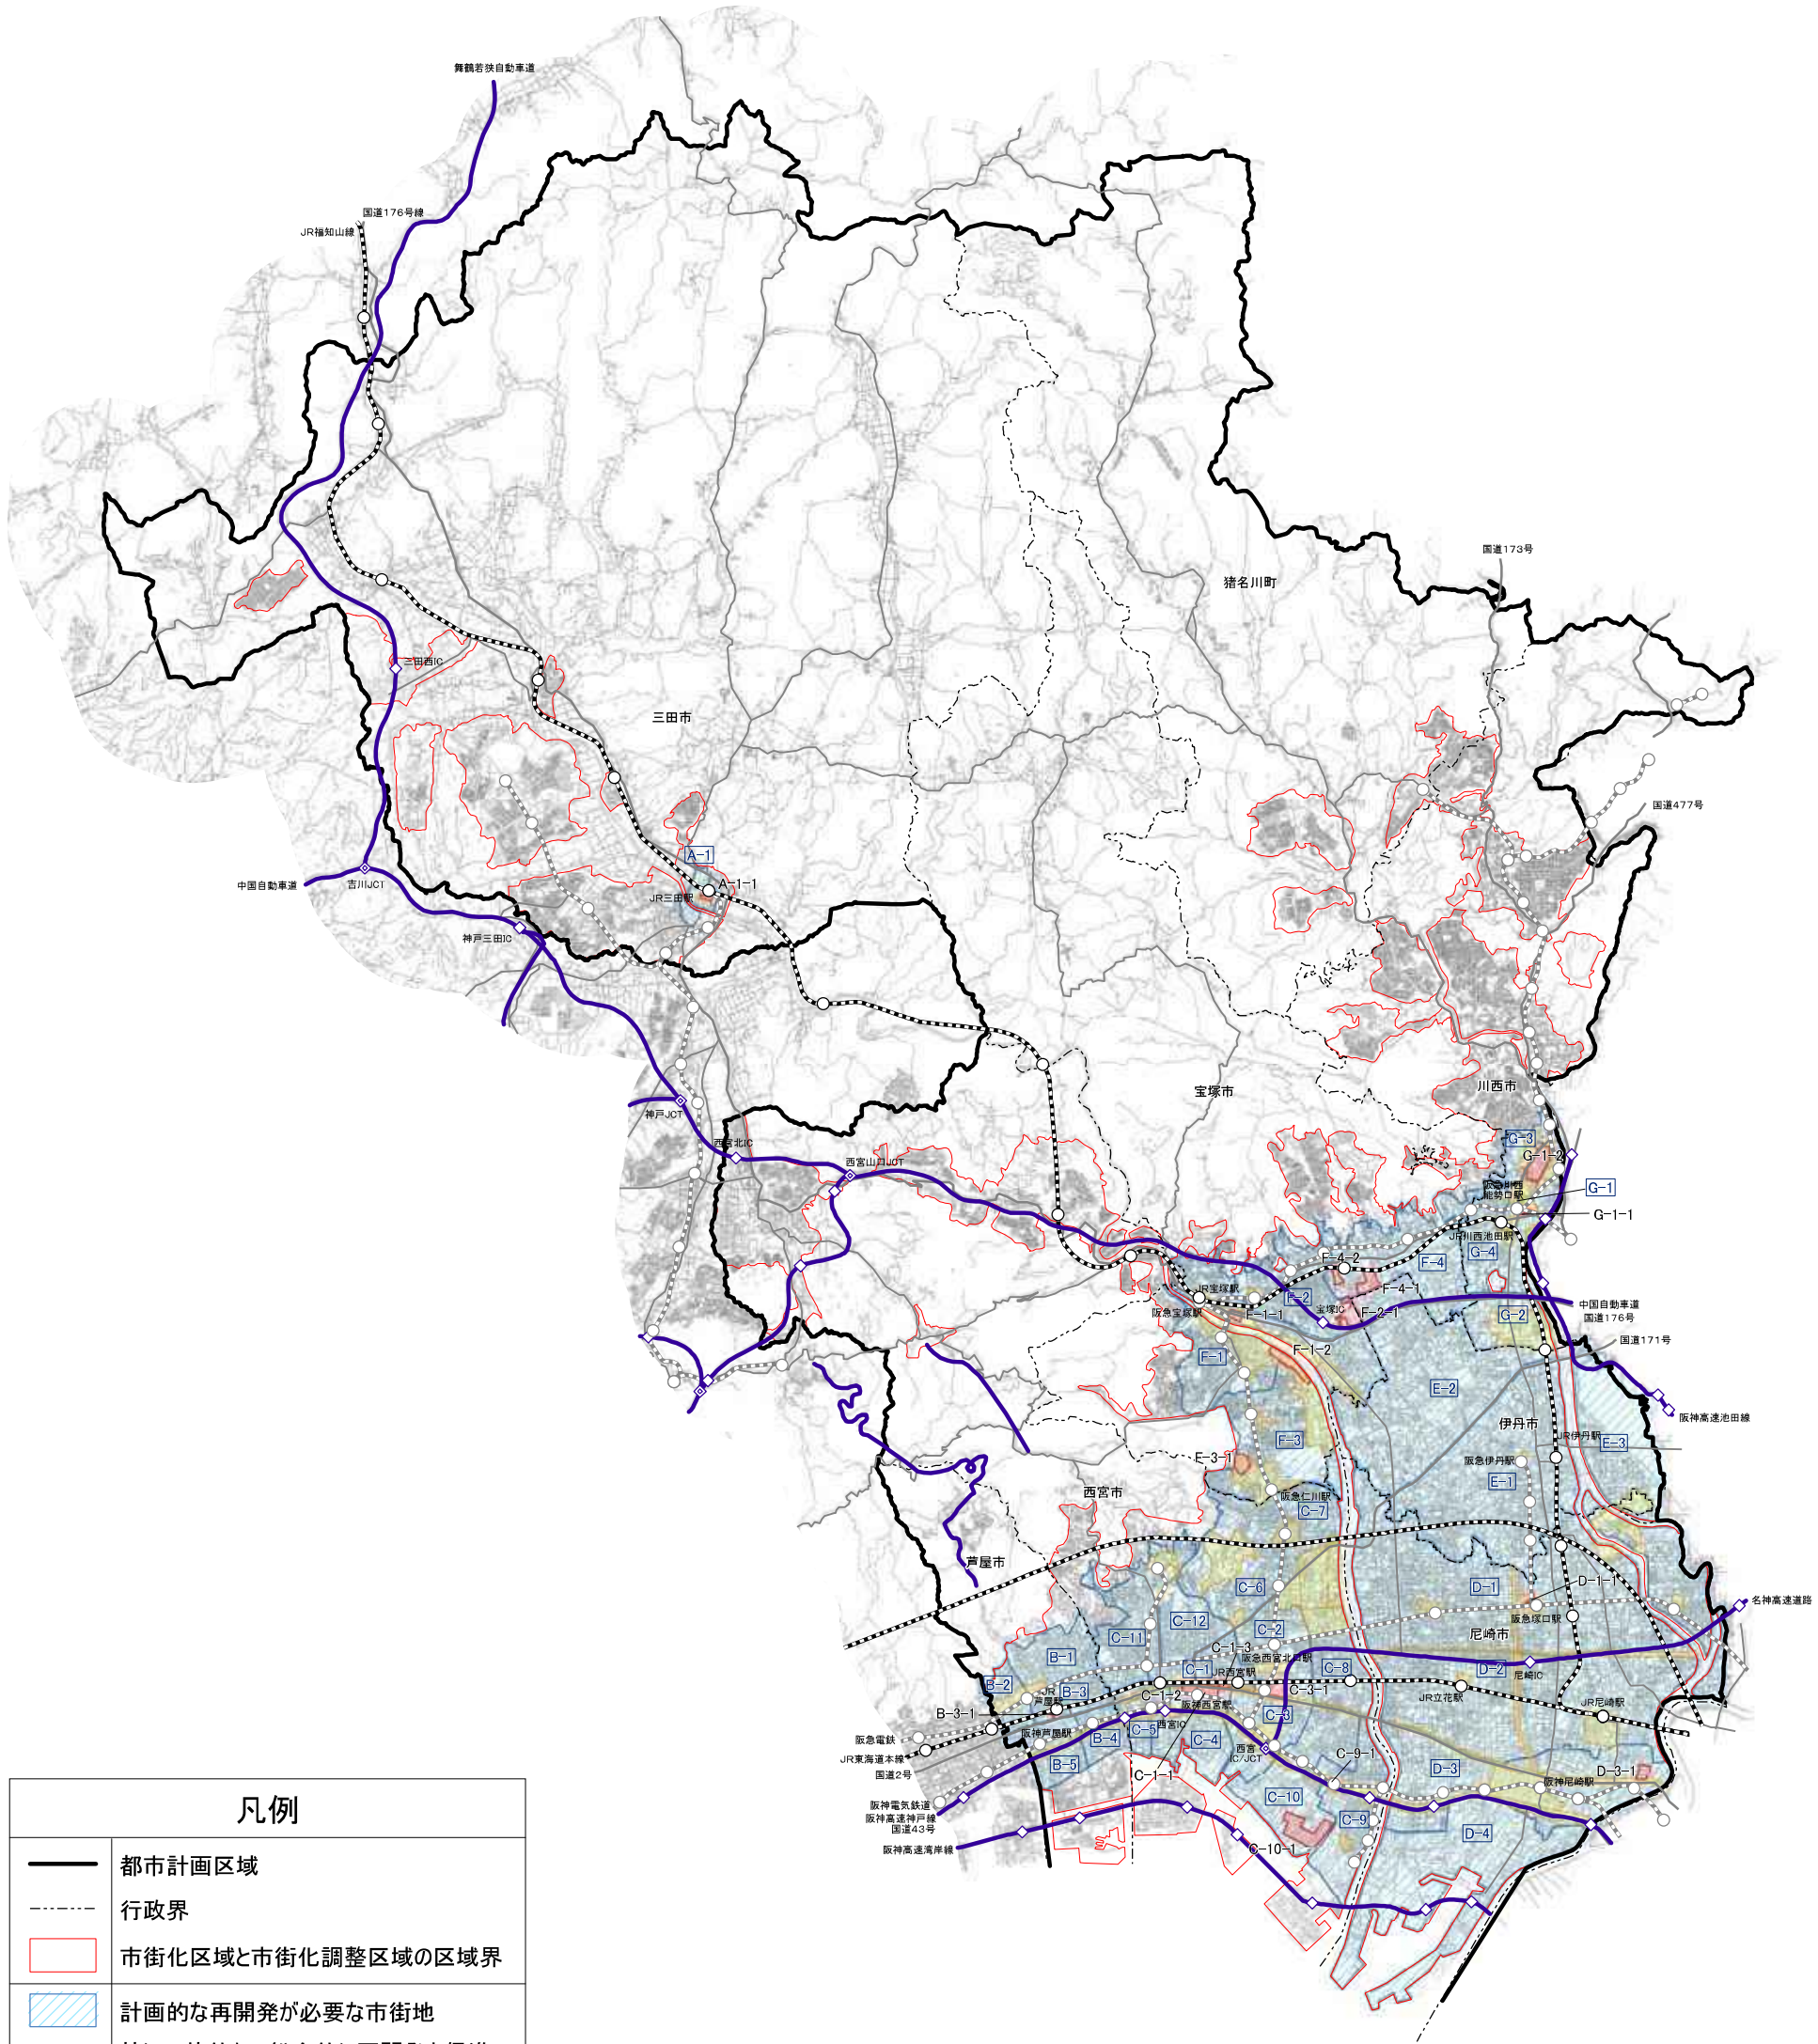 舞鶴若狭自動車道
国道176号線
JR福知山線
国道173号
猪名川町
三田西IC
三田市
国道477号
A-1
A-1-1
JR三田駅
中国自動車道
吉川JCT
神戸三田IC
川西市
宝塚市
神戸JCT
西宮北IC
西宮山口JCT
G-3
G-1-2
阪急川西
能勢口駅
G-1
G-1-1
JR川西池田駅
G-4
F-4-2
F-4
F-4-1
JR宝塚駅
F-2
阪急宝塚駅
F-1-1
宝塚IC
F-2-1
中国自動車道
国道176号
G-2
国道171号
F-1
F-1-2
E-2
阪神高速池田線
伊丹市
JR伊丹駅
E-3
F-3
F-3-1
阪急伊丹駅
E-1
西宮市
阪急仁川駅
C-7
芦屋市
C-6
D-1
D-1-1
名神高速道路
阪急塚口駅
C-12
C-2
尼崎市
C-11
C-1-3
阪急西宮北口駅
B-1
C-1
JR西宮駅
C-8
D-2
尼崎IC
B-2
B-3
JR
芦屋駅
C-1-2
C-3-1
JR立花駅
阪神西宮駅
JR尼崎駅
B-3-1
C-3
阪急電鉄
阪神芦屋駅
B-4
C-5
西宮IC
C-4
JR東海道本線
西宮
IC/JCT
C-9-1
国道2号
B-5
C-1-1
D-3
阪神尼崎駅
D-3-1
阪神電気鉄道
阪神高速神戸線
国道43号
C-10
C-9
D-4
阪神高速湾岸線
C-10-1
凡例
都市計画区域
行政界
市街化区域と市街化調整区域の区域界
計画的な再開発が必要な市街地